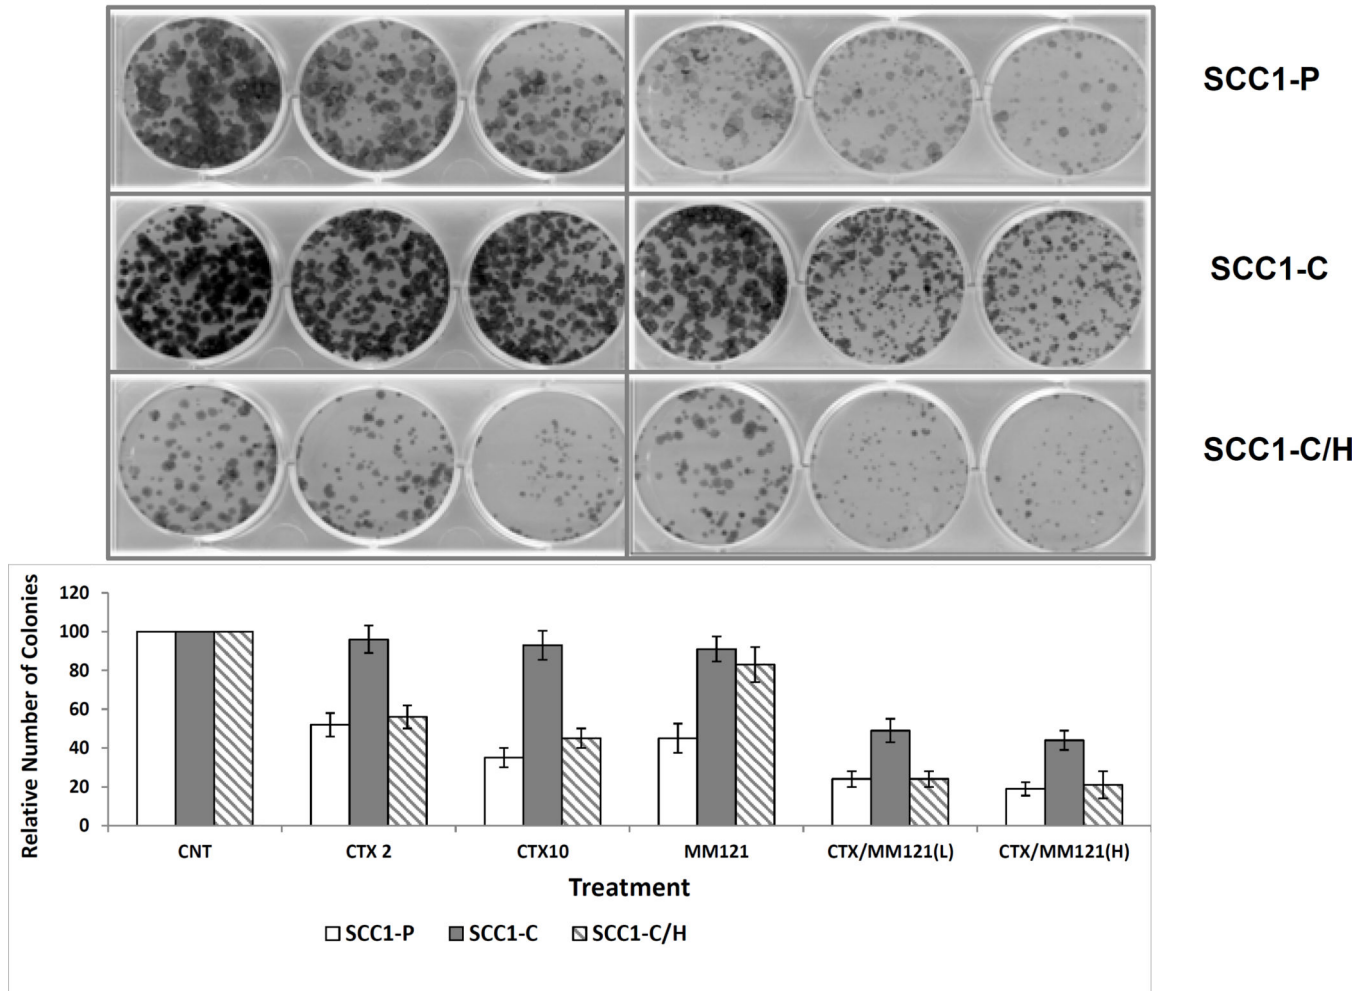 SCC1-P
SCC1-C
SCC1-C/H
Relative Number of Colonies
120
100
80
60
40
20
0
CNT
CTX 2
CTX10
MM121
CTX/MM121(L)
CTX/MM121(H)
Treatment
SCC1-P
SCC1-C
SCC1-C/H